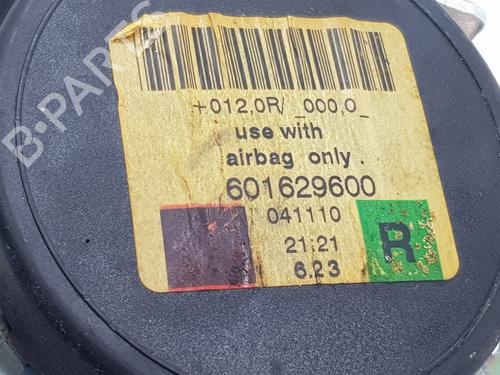 +012,0R/_000,0_
use with
airbag only.
601629600
041110
21:21
6.23
R
B-PARTS